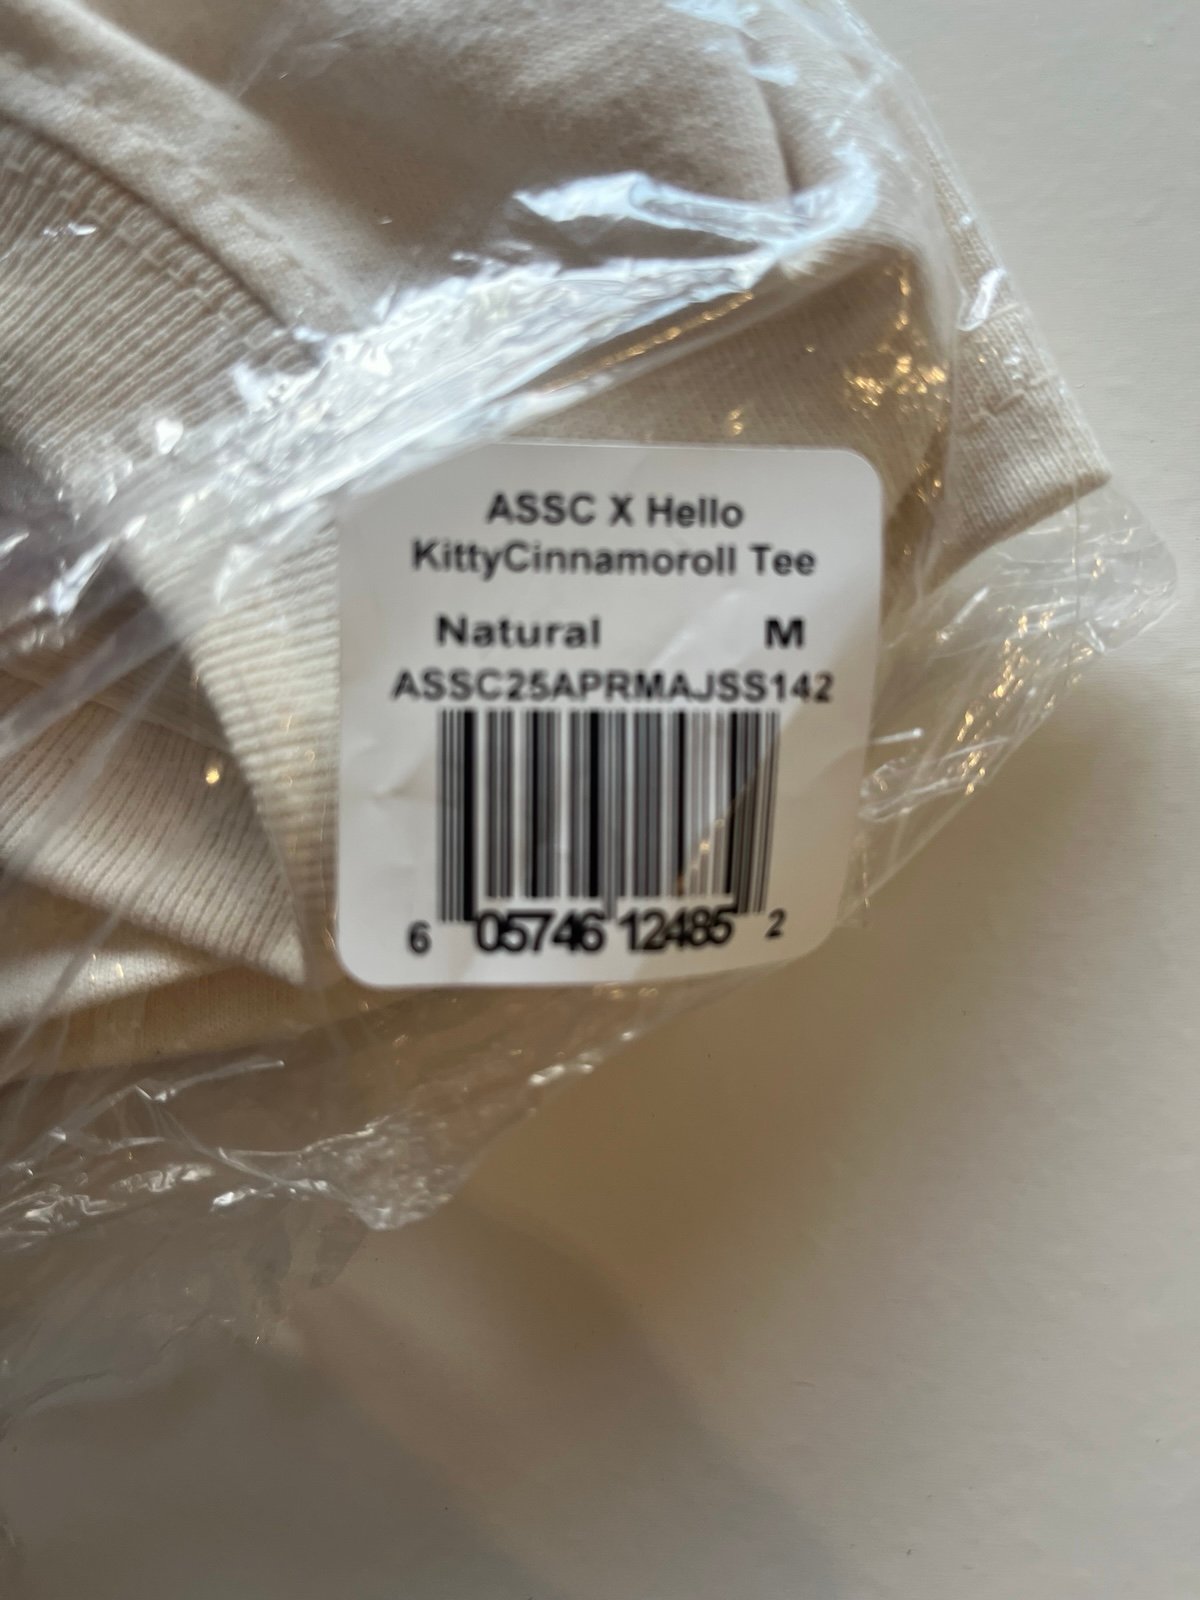 ASSC X Hello
KittyCinnamoroll Tee
Natural M
ASSC25APRMAJSS142
6 05746 12485 2